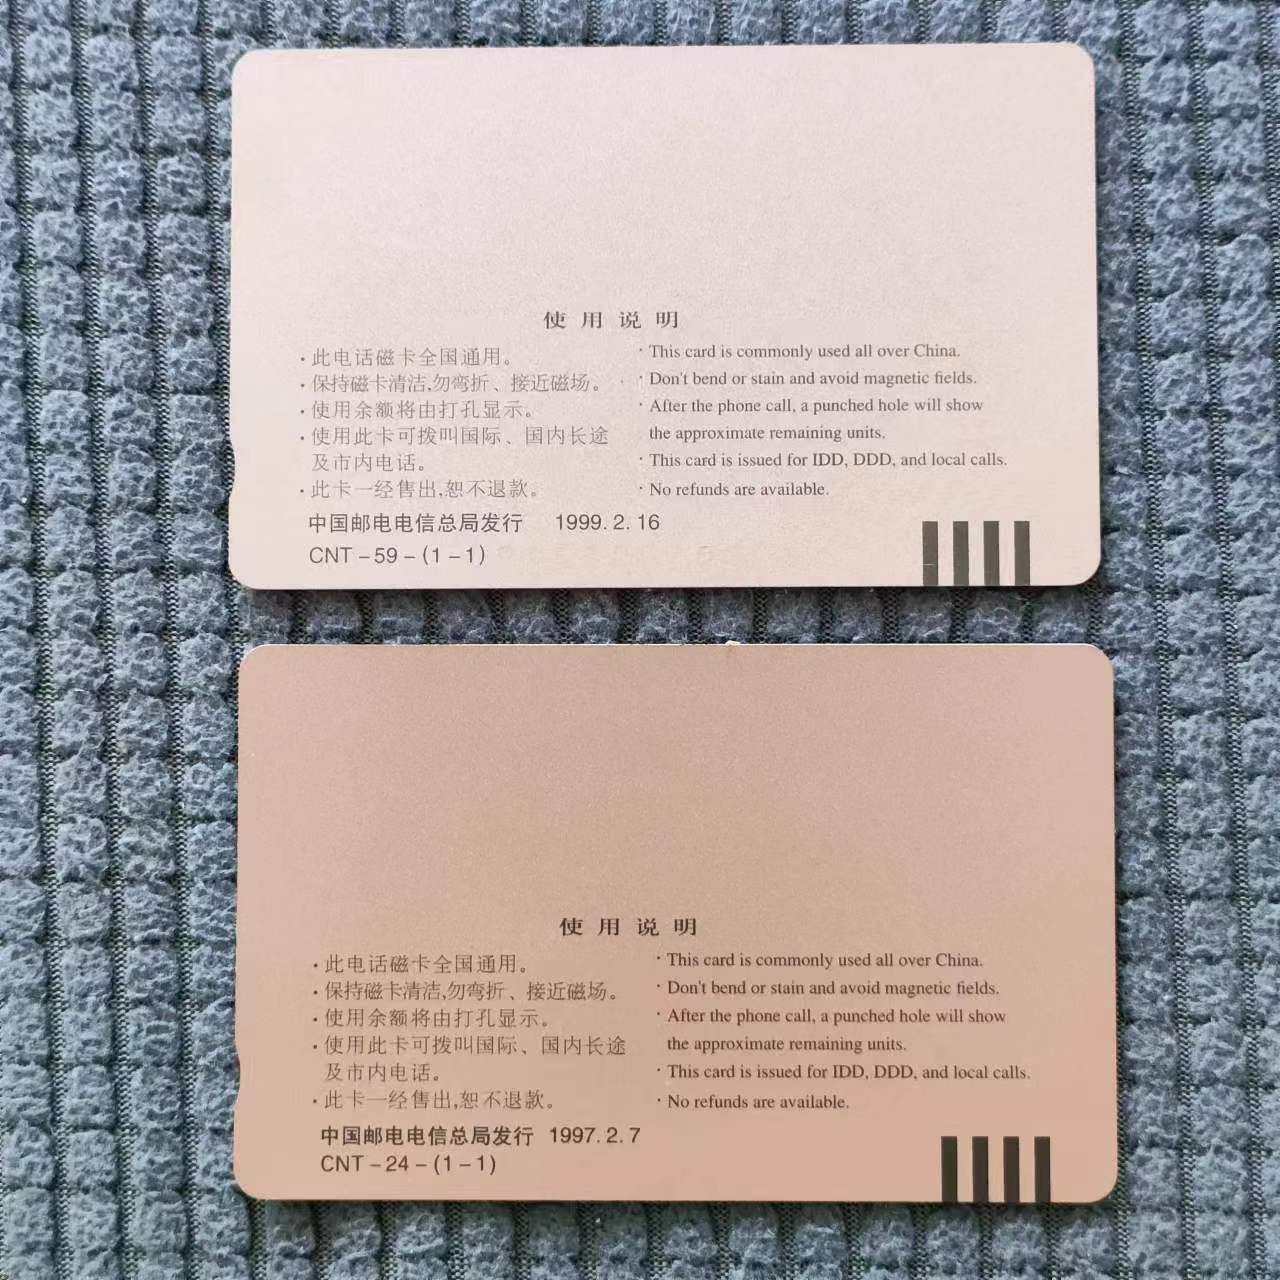 使用说明
·此电话磁卡全国通用。
·保持磁卡清洁,勿弯折、接近磁场。
·使用余额将由打孔显示。
·使用此卡可拨叫国际、国内长途
及市内电话。
·此卡一经售出,恕不退款。
· This card is commonly used all over China.
· Don't bend or stain and avoid magnetic fields.
· After the phone call, a punched hole will show
the approximate remaining units.
· This card is issued for IDD, DDD, and local calls.
· No refunds are available.
中国邮电电信总局发行 1999.2.16
CNT-59-(1-1)
使用说明
·此电话磁卡全国通用。
·保持磁卡清洁,勿弯折、接近磁场。
·使用余额将由打孔显示。
·使用此卡可拨叫国际、国内长途
及市内电话。
·此卡一经售出,恕不退款。
· This card is commonly used all over China.
· Don't bend or stain and avoid magnetic fields.
· After the phone call, a punched hole will show
the approximate remaining units.
· This card is issued for IDD, DDD, and local calls.
· No refunds are available.
中国邮电电信总局发行 1997.2.7
CNT-24-(1-1)